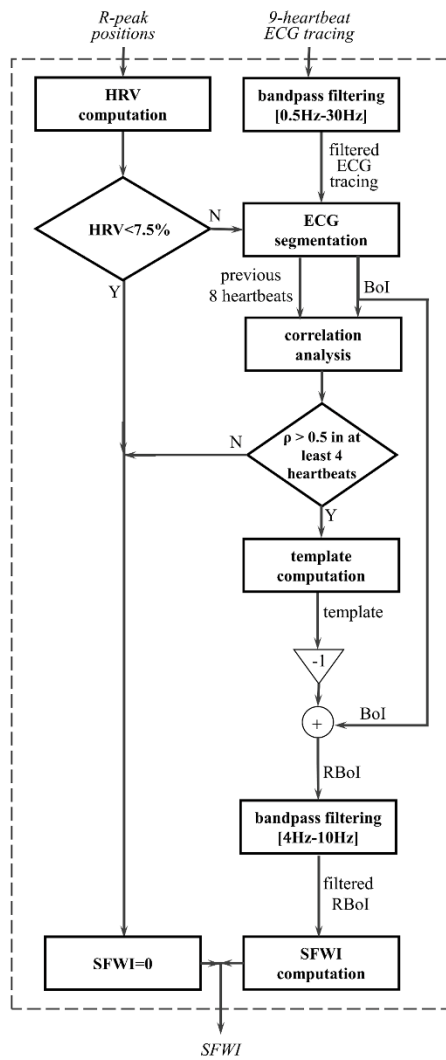 R-peak
positions
9-heartbeat
ECG tracing
HRV
computation
bandpass filtering
[0.5Hz-30Hz]
filtered
ECG
tracing
HRV<7.5%
N
Y
ECG
segmentation
previous
8 heartbeats
BoI
correlation
analysis
ρ > 0.5 in at
least 4
heartbeats
N
Y
template
computation
template
-1
+
BoI
RBoI
bandpass filtering
[4Hz-10Hz]
filtered
RBoI
SFWI=0
SFWI
computation
SFWI